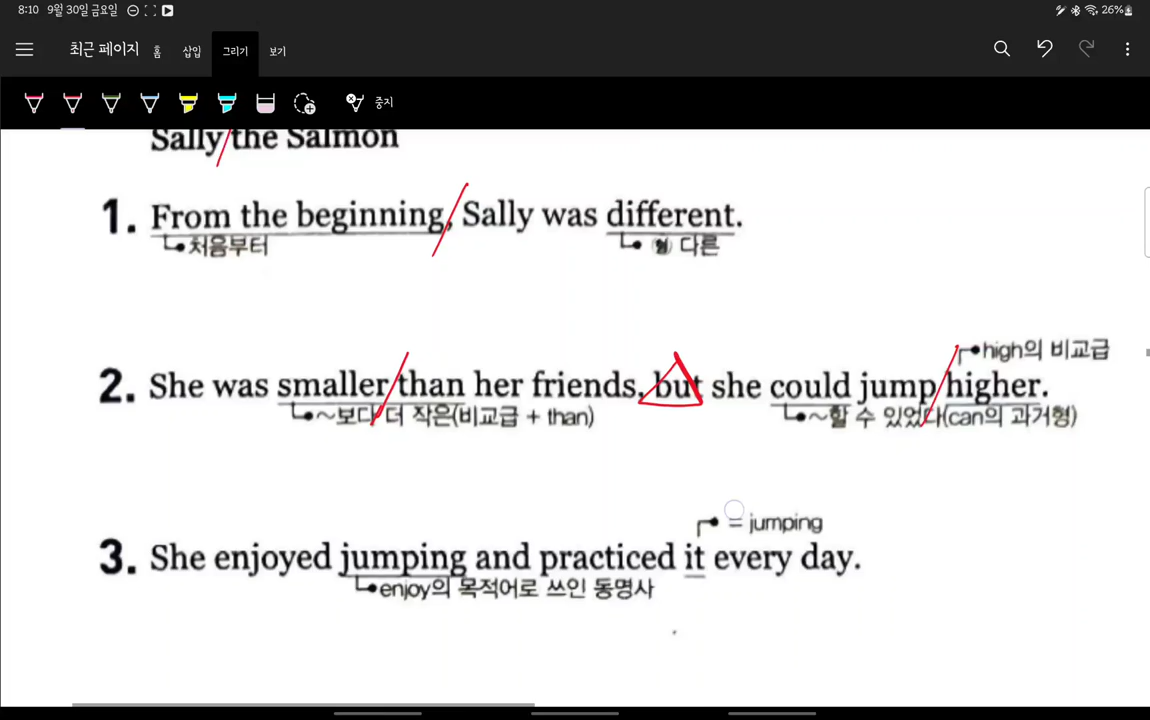 8:10 9월 30일 금요일 26%
최근 페이지 홈 삽입 그리기 보기
중지
Sally the Salmon
1. From the beginning, Sally was different.
처음부터 다른
high의 비교급
2. She was smaller than her friends, but she could jump higher.
~보다 더 작은(비교급 + than) ~할 수 있었다(can의 과거형)
= jumping
3. She enjoyed jumping and practiced it every day.
enjoy의 목적어로 쓰인 동명사